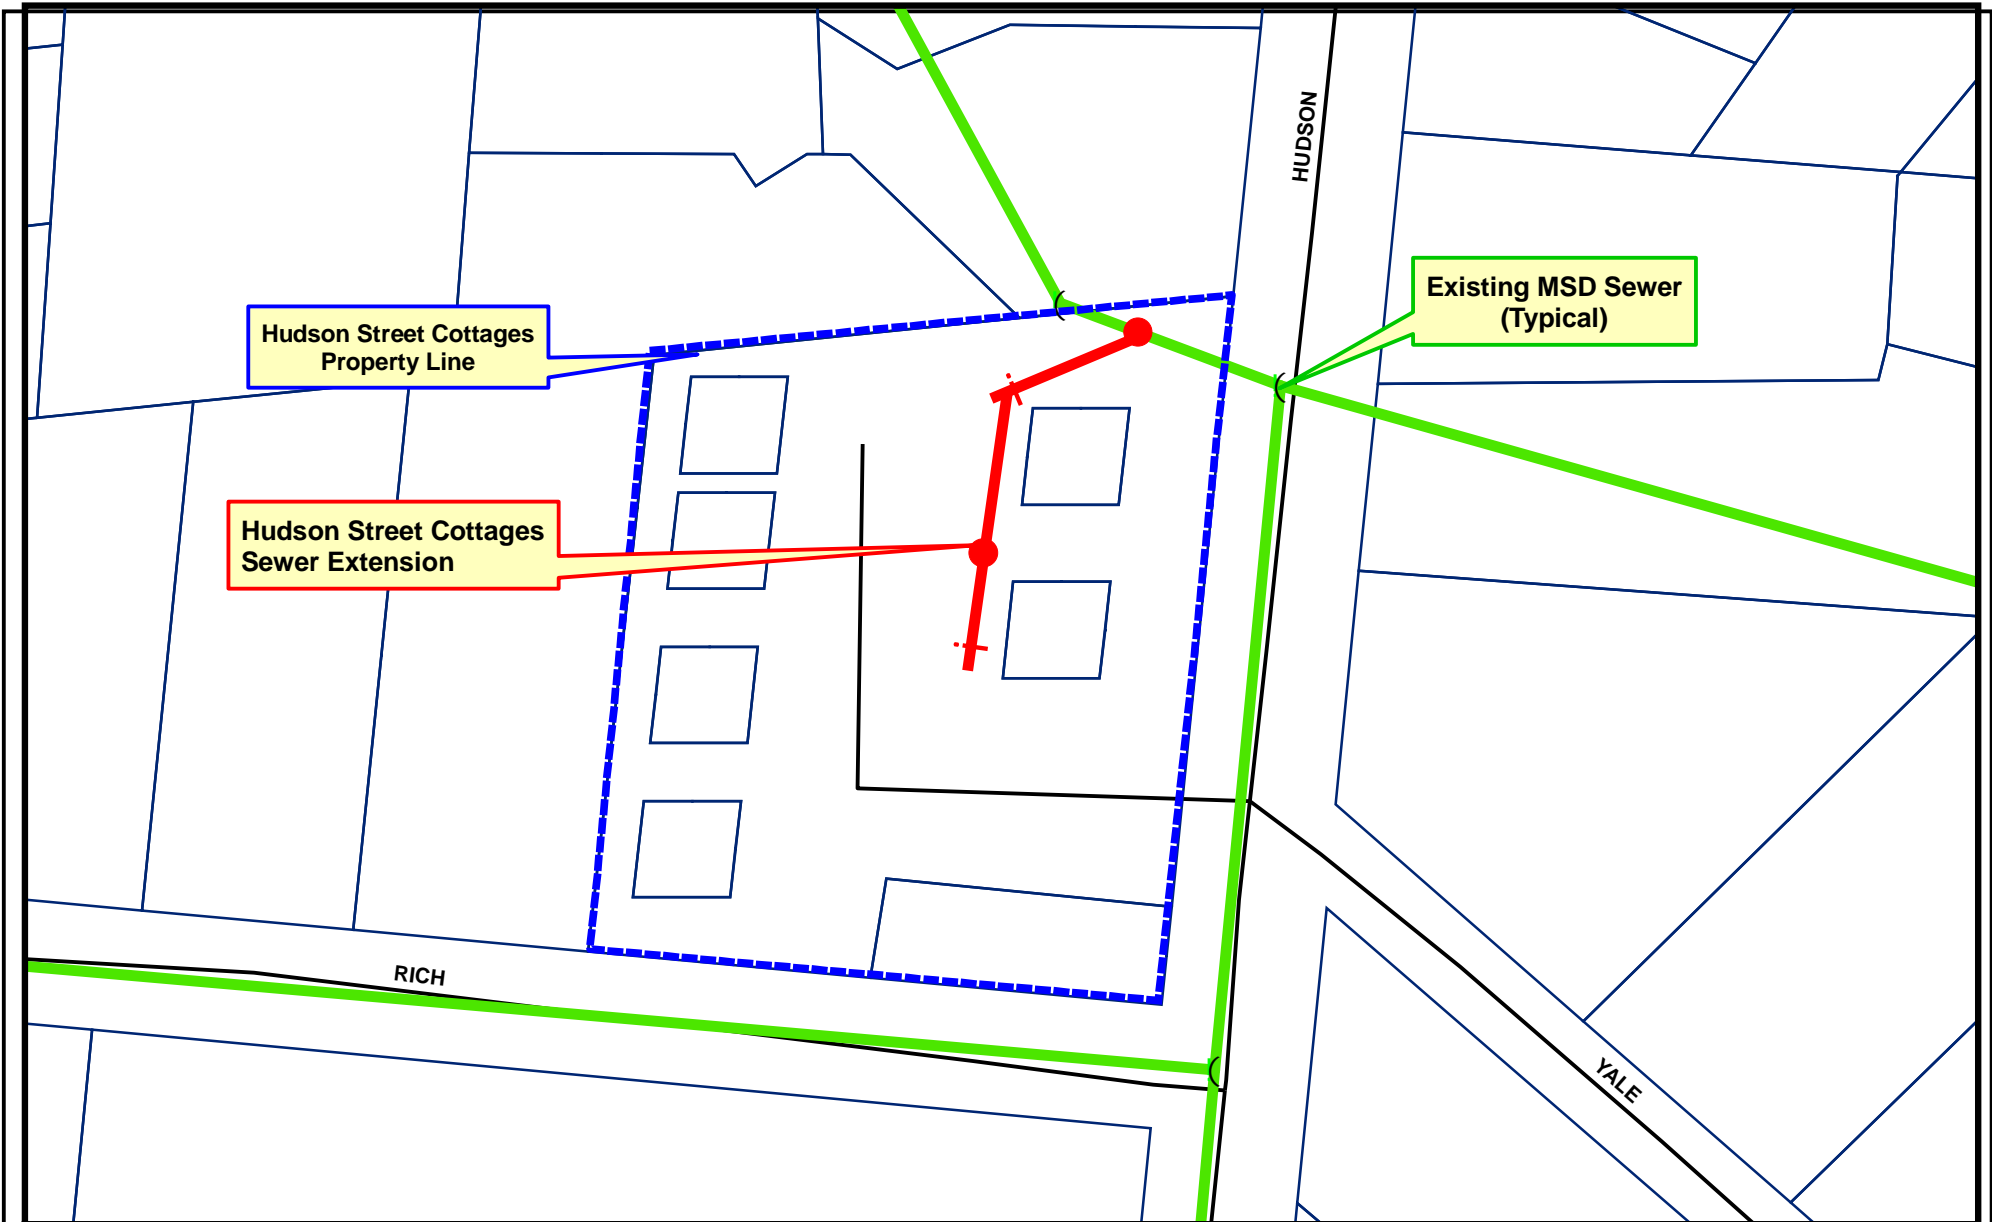 HUDSON
Existing MSD Sewer
(Typical)
Hudson Street Cottages
Property Line
Hudson Street Cottages
Sewer Extension
RICH
YALE